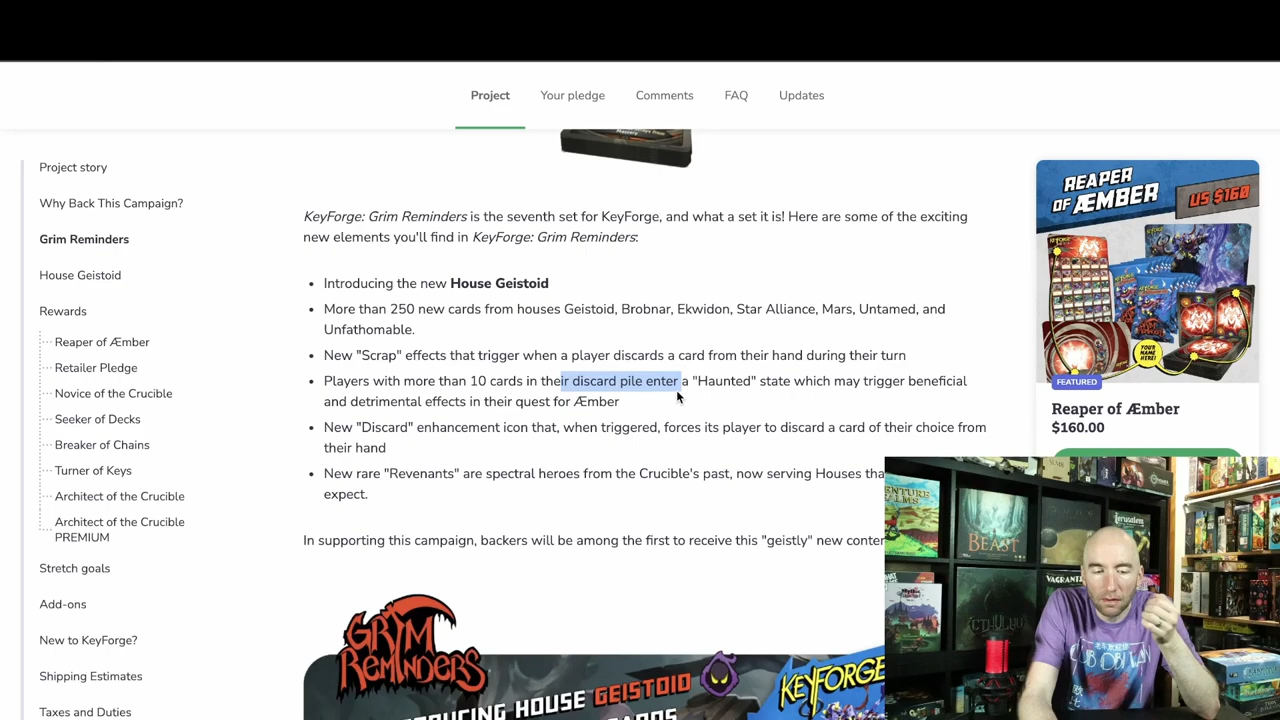 Project
Your pledge
Comments
FAQ
Updates
Project story
Why Back This Campaign?
Grim Reminders
House Geistoid
Rewards
Reaper of Æmber
Retailer Pledge
Novice of the Crucible
Seeker of Decks
Breaker of Chains
Turner of Keys
Architect of the Crucible
Architect of the Crucible
PREMIUM
Stretch goals
Add-ons
New to KeyForge?
Shipping Estimates
Taxes and Duties
KeyForge: Grim Reminders is the seventh set for KeyForge, and what a set it is! Here are some of the exciting
new elements you'll find in KeyForge: Grim Reminders:
• Introducing the new House Geistoid
• More than 250 new cards from houses Geistoid, Brobnar, Ekwidon, Star Alliance, Mars, Untamed, and
Unfathomable.
• New "Scrap" effects that trigger when a player discards a card from their hand during their turn
• Players with more than 10 cards in their discard pile enter a "Haunted" state which may trigger beneficial
and detrimental effects in their quest for Æmber
• New "Discard" enhancement icon that, when triggered, forces its player to discard a card of their choice from
their hand
• New rare "Revenants" are spectral heroes from the Crucible's past, now serving Houses tha
expect.
In supporting this campaign, backers will be among the first to receive this "geistly" new conten
GRIM
REMINDERS
DUCING HOUSE GEISTOID
CARDS
KEYFORGE
REAPER
OF ÆMBER
US $160
YOUR
NAME
HERE!
FEATURED
Reaper of Æmber
$160.00
BEAST
Jerusalem
VAGRANT
CTHULHU